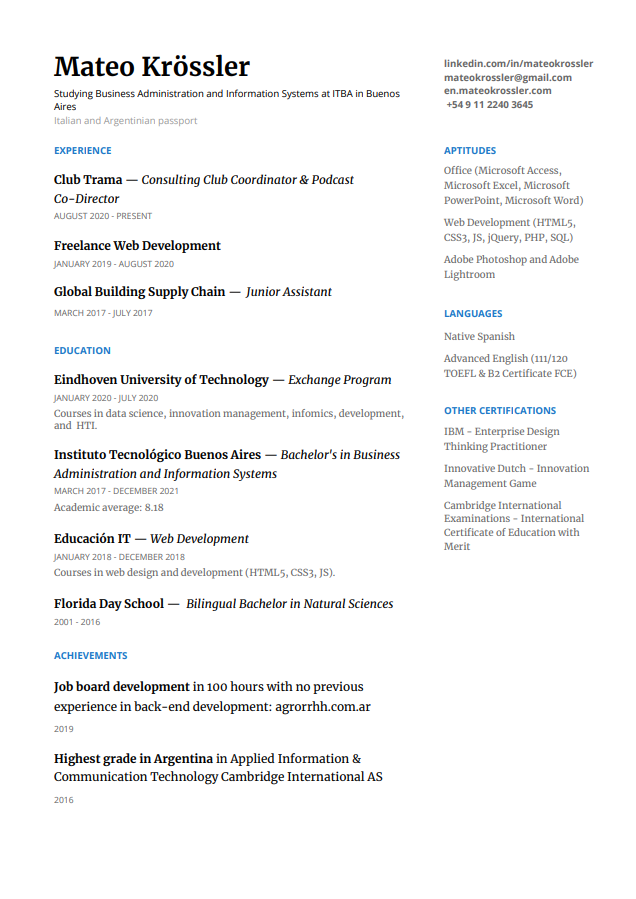 Mateo Krössler
Studying Business Administration and Information Systems at ITBA in Buenos
Aires
Italian and Argentinian passport
linkedin.com/in/mateokrossler
mateokrossler@gmail.com
en.mateokrossler.com
+54 9 11 2240 3645
EXPERIENCE
Club Trama — Consulting Club Coordinator & Podcast
Co-Director
AUGUST 2020 - PRESENT
Freelance Web Development
JANUARY 2019 - AUGUST 2020
Global Building Supply Chain — Junior Assistant
MARCH 2017 - JULY 2017
EDUCATION
Eindhoven University of Technology — Exchange Program
JANUARY 2020 - JULY 2020
Courses in data science, innovation management, infomics, development,
and HTI.
Instituto Tecnológico Buenos Aires — Bachelor's in Business
Administration and Information Systems
MARCH 2017 - DECEMBER 2021
Academic average: 8.18
Educación IT — Web Development
JANUARY 2018 - DECEMBER 2018
Courses in web design and development (HTML5, CSS3, JS).
Florida Day School — Bilingual Bachelor in Natural Sciences
2001 - 2016
ACHIEVEMENTS
Job board development in 100 hours with no previous
experience in back-end development: agrorrhh.com.ar
2019
Highest grade in Argentina in Applied Information &
Communication Technology Cambridge International AS
2016
APTITUDES
Office (Microsoft Access,
Microsoft Excel, Microsoft
PowerPoint, Microsoft Word)
Web Development (HTML5,
CSS3, JS, jQuery, PHP, SQL)
Adobe Photoshop and Adobe
Lightroom
LANGUAGES
Native Spanish
Advanced English (111/120
TOEFL & B2 Certificate FCE)
OTHER CERTIFICATIONS
IBM - Enterprise Design
Thinking Practitioner
Innovative Dutch - Innovation
Management Game
Cambridge International
Examinations - International
Certificate of Education with
Merit